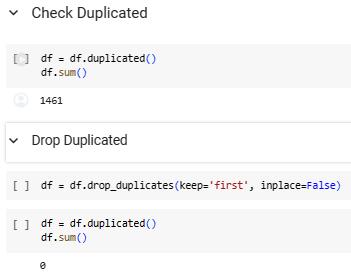 Check Duplicated
[ ] df = df.duplicated()
df.sum()
1461
Drop Duplicated
[ ] df = df.drop_duplicates(keep='first', inplace=False)
[ ] df = df.duplicated()
df.sum()
0